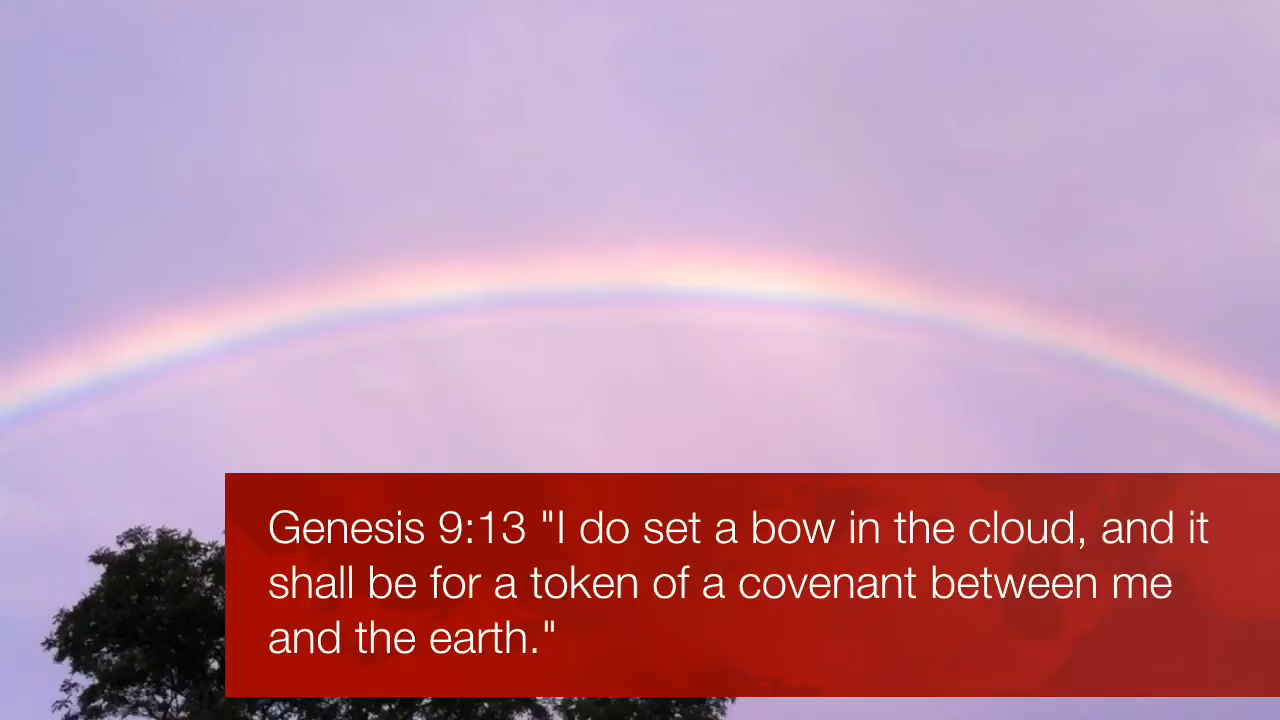 Genesis 9:13 "I do set a bow in the cloud, and it
shall be for a token of a covenant between me
and the earth."